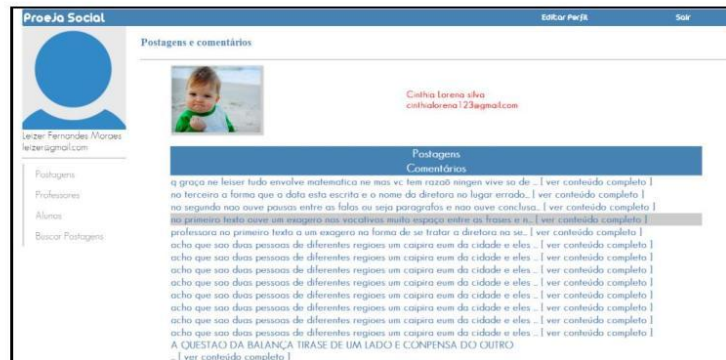 Proeja Social
Editar Perfil
Sair
Postagens e comentários
Leizer Fernandes Moraes
leizer@gmail.com
Postagens
Professores
Alunos
Buscar Postagens
Cinthia Lorena silva
cinthialorena123@gmail.com
Postagens
Comentários
q graça ne leiser tudo envolve matematica ne mas vc tem razaõ ningen vive so de ... [ ver conteúdo completo ]
no terceiro a forma que a data esta escrita e o nome da diretora no lugar errado... [ ver conteúdo completo ]
no segundo nao ouve pausas entre as falas ou seja paragrafos e nao ouve conclusa... [ ver conteúdo completo ]
no primeiro texto ouve um exagero nos vocativos muito espaço entre as frases e n... [ ver conteúdo completo ]
professora no primeiro texto a um exagera na forma de se tratar a diretora na se... [ ver conteúdo completo ]
acho que sao duas pessoas de diferentes regioes um caipira eum da cidade e eles ... [ ver conteúdo completo ]
acho que sao duas pessoas de diferentes regioes um caipira eum da cidade e eles ... [ ver conteúdo completo ]
acho que sao duas pessoas de diferentes regioes um caipira eum da cidade e eles ... [ ver conteúdo completo ]
acho que sao duas pessoas de diferentes regioes um caipira eum da cidade e eles ... [ ver conteúdo completo ]
acho que sao duas pessoas de diferentes regioes um caipira eum da cidade e eles ... [ ver conteúdo completo ]
acho que sao duas pessoas de diferentes regioes um caipira eum da cidade e eles ... [ ver conteúdo completo ]
acho que sao duas pessoas de diferentes regioes um caipira eum da cidade e eles ... [ ver conteúdo completo ]
acho que sao duas pessoas de diferentes regioes um caipira eum da cidade e eles ... [ ver conteúdo completo ]
A QUESTAO DA BALANÇA TIRASE DE UM LADO E CONPENSA DO OUTRO
... [ ver conteúdo completo ]